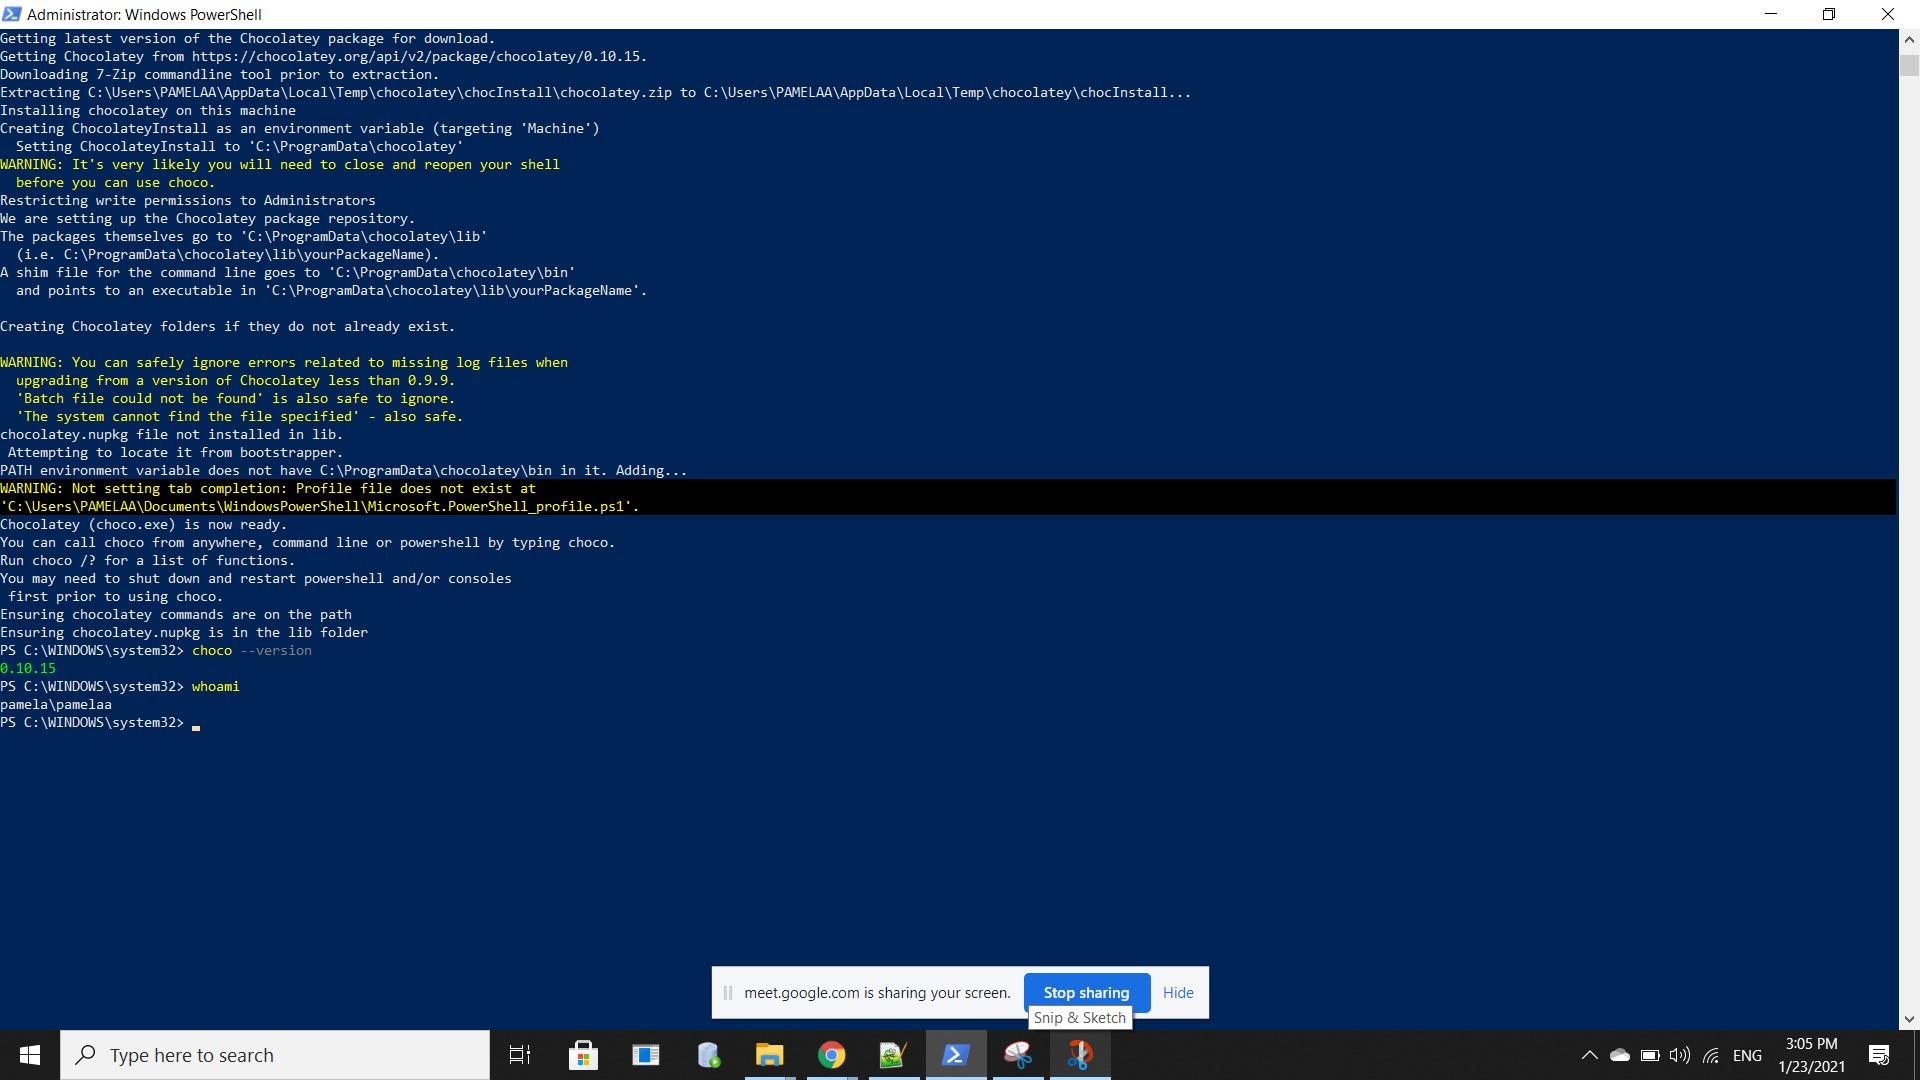 Administrator: Windows PowerShell
Getting latest version of the Chocolatey package for download.
Getting Chocolatey from https://chocolatey.org/api/v2/package/chocolatey/0.10.15.
Downloading 7-Zip commandline tool prior to extraction.
Extracting C:\Users\PAMELAA\AppData\Local\Temp\chocolatey\chocInstall\chocolatey.zip to C:\Users\PAMELAA\AppData\Local\Temp\chocolatey\chocInstall...
Installing chocolatey on this machine
Creating ChocolateyInstall as an environment variable (targeting 'Machine')
  Setting ChocolateyInstall to 'C:\ProgramData\chocolatey'
WARNING: It's very likely you will need to close and reopen your shell
  before you can use choco.
Restricting write permissions to Administrators
We are setting up the Chocolatey package repository.
The packages themselves go to 'C:\ProgramData\chocolatey\lib'
  (i.e. C:\ProgramData\chocolatey\lib\yourPackageName).
A shim file for the command line goes to 'C:\ProgramData\chocolatey\bin'
  and points to an executable in 'C:\ProgramData\chocolatey\lib\yourPackageName'.
Creating Chocolatey folders if they do not already exist.
WARNING: You can safely ignore errors related to missing log files when
  upgrading from a version of Chocolatey less than 0.9.9.
  'Batch file could not be found' is also safe to ignore.
  'The system cannot find the file specified' - also safe.
chocolatey.nupkg file not installed in lib.
 Attempting to locate it from bootstrapper.
PATH environment variable does not have C:\ProgramData\chocolatey\bin in it. Adding...
WARNING: Not setting tab completion: Profile file does not exist at
'C:\Users\PAMELAA\Documents\WindowsPowerShell\Microsoft.PowerShell_profile.ps1'.
Chocolatey (choco.exe) is now ready.
You can call choco from anywhere, command line or powershell by typing choco.
Run choco /? for a list of functions.
You may need to shut down and restart powershell and/or consoles
 first prior to using choco.
Ensuring chocolatey commands are on the path
Ensuring chocolatey.nupkg is in the lib folder
PS C:\WINDOWS\system32> choco --version
0.10.15
PS C:\WINDOWS\system32> whoami
pamela\pamelaa
PS C:\WINDOWS\system32>
meet.google.com is sharing your screen. Stop sharing Hide
Snip & Sketch
Type here to search
ENG
3:05 PM
1/23/2021